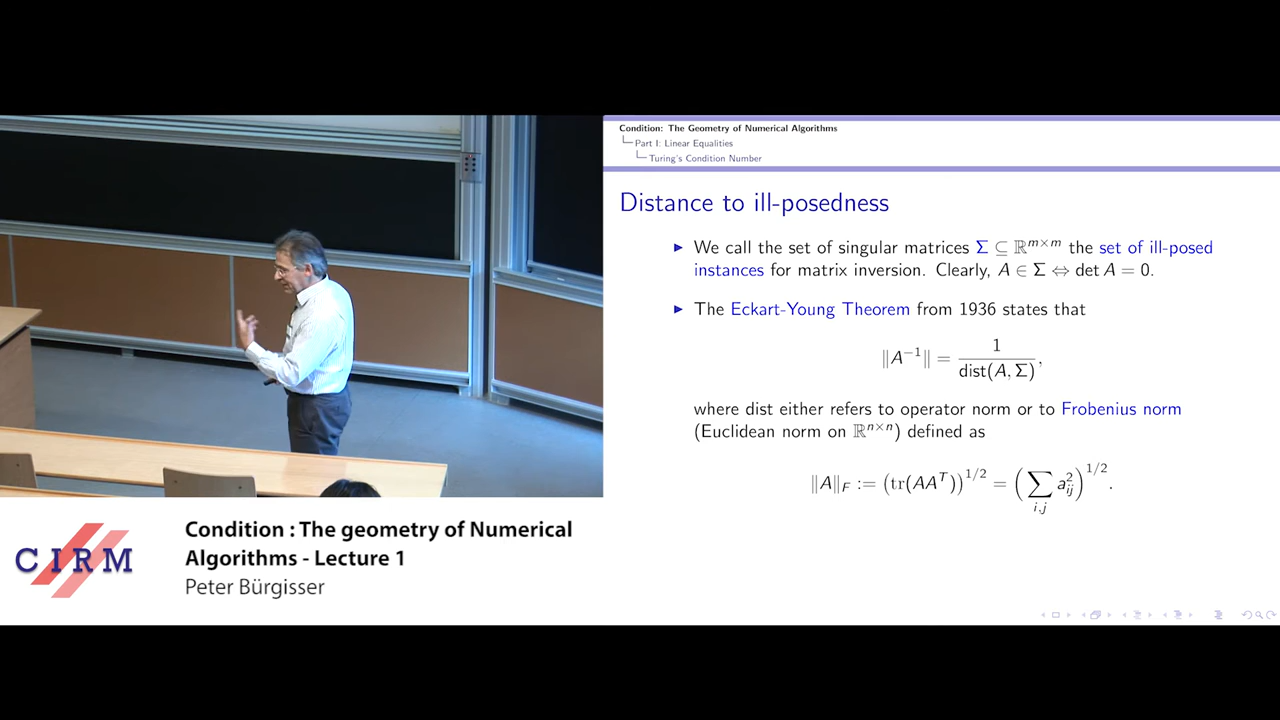 Condition: The Geometry of Numerical Algorithms
Part I: Linear Equalities
Turing's Condition Number
Distance to ill-posedness
We call the set of singular matrices Σ ⊆ ℝ^{m×m} the set of ill-posed
instances for matrix inversion. Clearly, A ∈ Σ ⇔ det A = 0.
The Eckart-Young Theorem from 1936 states that
‖A^{-1}‖ = 1 / dist(A, Σ),
where dist either refers to operator norm or to Frobenius norm
(Euclidean norm on ℝ^{n×n}) defined as
‖A‖_F := (tr(AA^T))^{1/2} = (∑_{i,j} a_{ij}^2)^{1/2}.
CIRM
Condition : The geometry of Numerical
Algorithms - Lecture 1
Peter Bürgisser